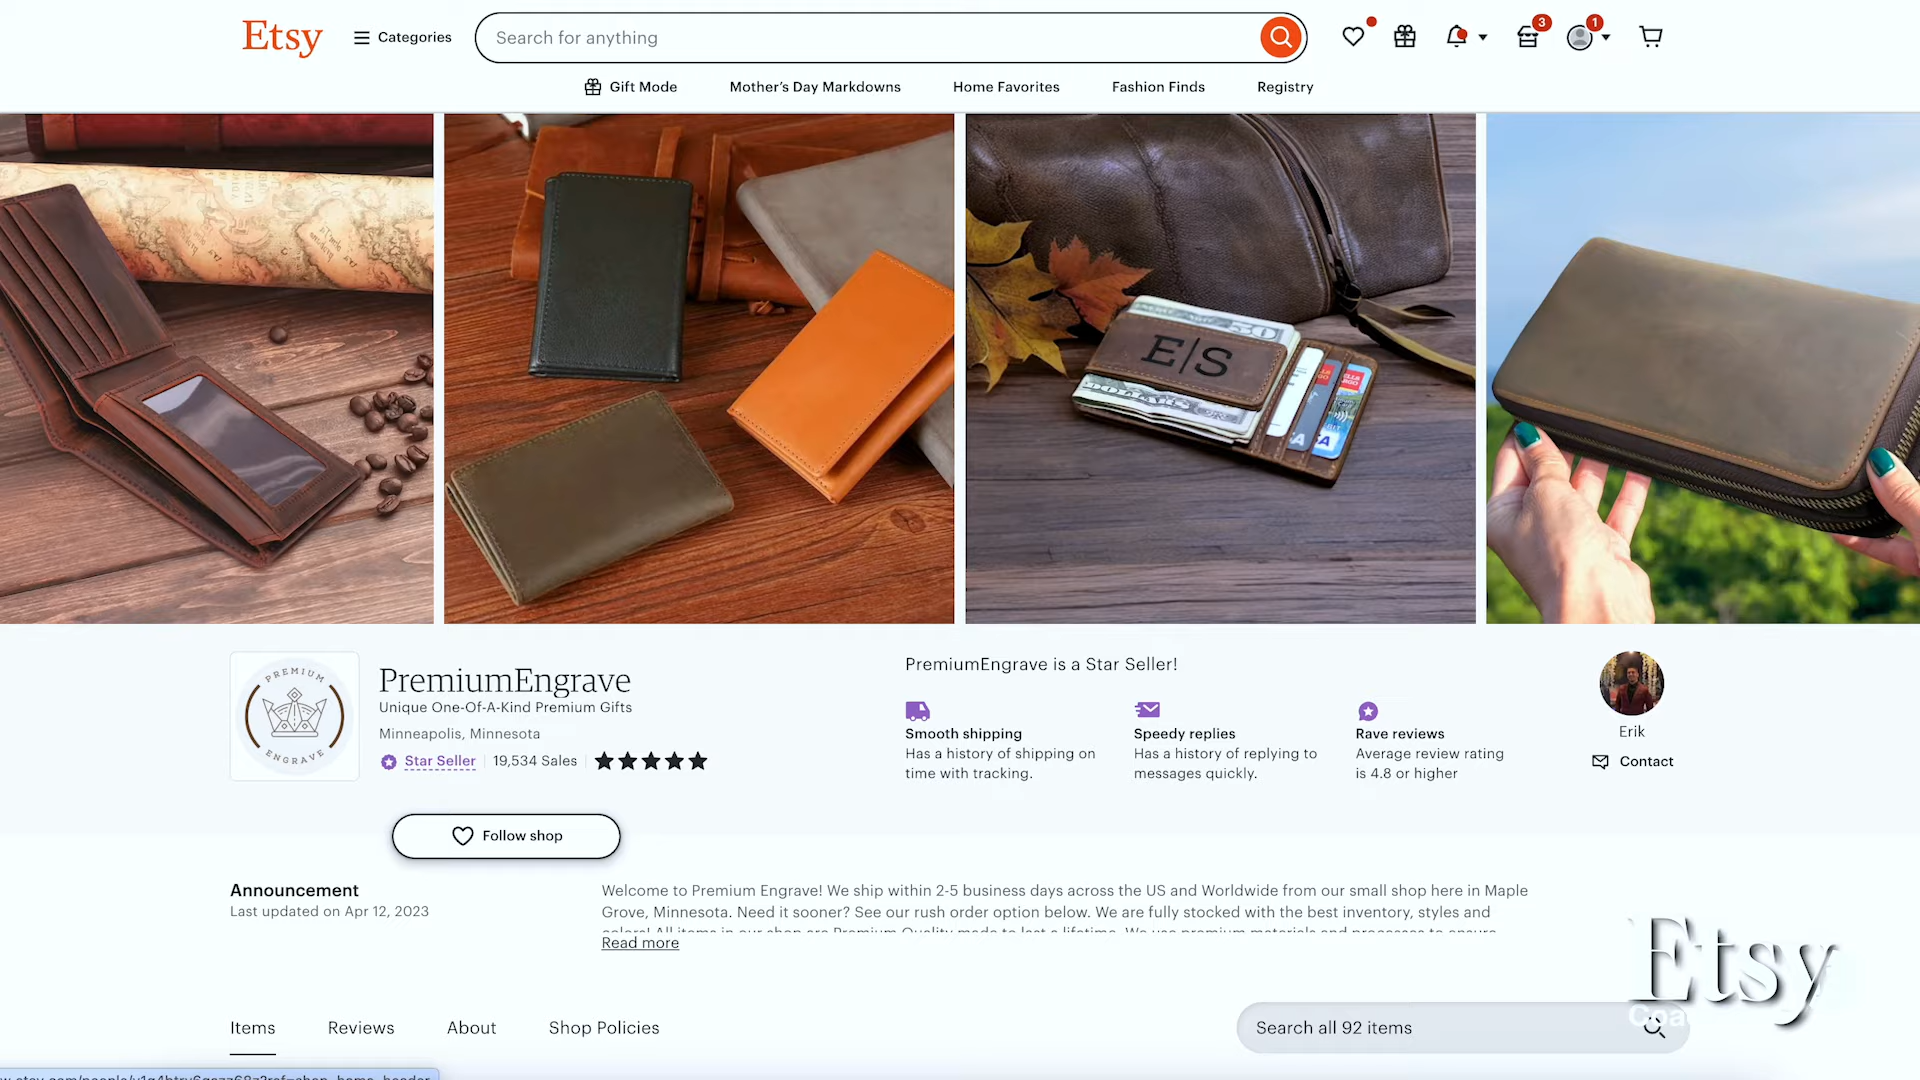 Etsy
Categories
Search for anything
3
1
Gift Mode
Mother's Day Markdowns
Home Favorites
Fashion Finds
Registry
50
E|S
DOLLARS
PREMIUM
ENGRAVE
PremiumEngrave
Unique One-Of-A-Kind Premium Gifts
Minneapolis, Minnesota
Star Seller
19,534 Sales
PremiumEngrave is a Star Seller!
Smooth shipping
Has a history of shipping on
time with tracking.
Speedy replies
Has a history of replying to
messages quickly.
Rave reviews
Average review rating
is 4.8 or higher
Erik
Contact
Follow shop
Announcement
Last updated on Apr 12, 2023
Welcome to Premium Engrave! We ship within 2-5 business days across the US and Worldwide from our small shop here in Maple
Grove, Minnesota. Need it sooner? See our rush order option below. We are fully stocked with the best inventory, styles and
Read more
Items
Reviews
About
Shop Policies
Search all 92 items
Etsy